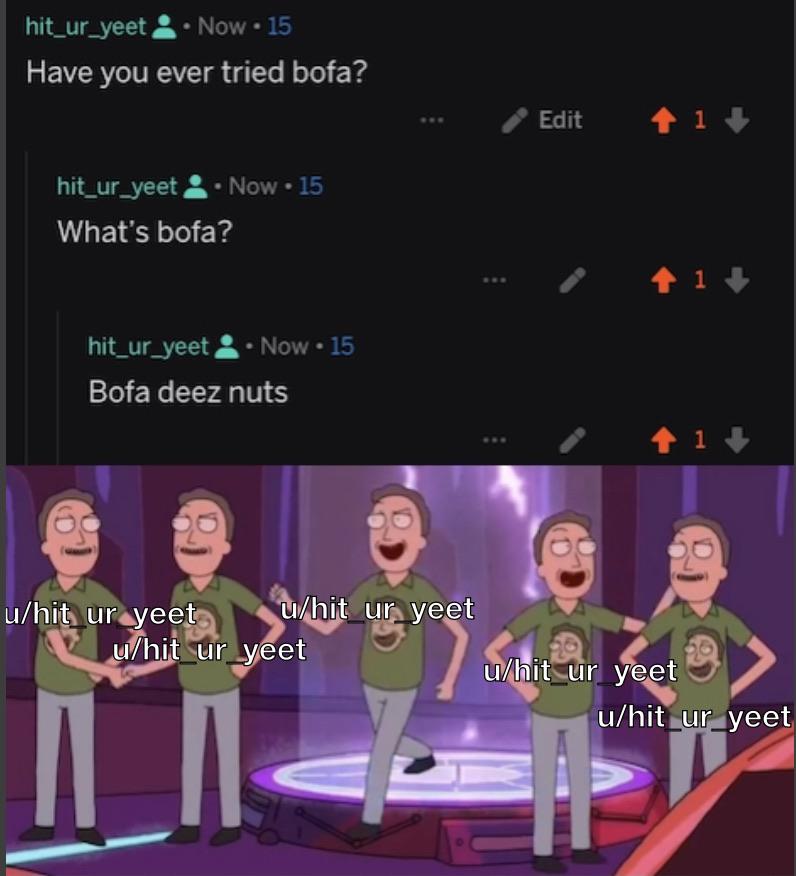 hit_ur_yeet • Now • 15
Have you ever tried bofa?
... Edit 1
hit_ur_yeet • Now • 15
What's bofa?
... 1
hit_ur_yeet • Now • 15
Bofa deez nuts
... 1
u/hit_ur_yeet
u/hit_ur_yeet
u/hit_ur_yeet
u/hit_ur_yeet
u/hit_ur_yeet